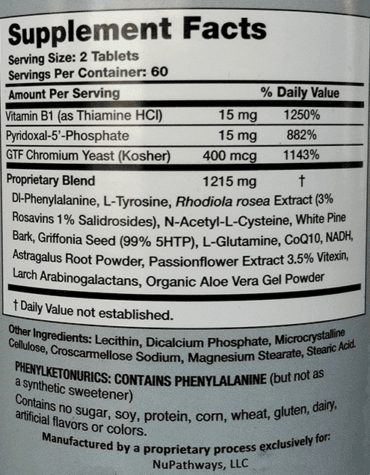 Supplement Facts
Serving Size: 2 Tablets
Servings Per Container: 60
Amount Per Serving % Daily Value
Vitamin B1 (as Thiamine HCl) 15 mg 1250%
Pyridoxal-5'-Phosphate 15 mg 882%
GTF Chromium Yeast (Kosher) 400 mcg 1143%
Proprietary Blend 1215 mg †
Dl-Phenylalanine, L-Tyrosine, Rhodiola rosea Extract (3%
Rosavins 1% Salidrosides), N-Acetyl-L-Cysteine, White Pine
Bark, Griffonia Seed (99% 5HTP), L-Glutamine, CoQ10, NADH,
Astragalus Root Powder, Passionflower Extract 3.5% Vitexin,
Larch Arabinogalactans, Organic Aloe Vera Gel Powder
† Daily Value not established.
Other Ingredients: Lecithin, Dicalcium Phosphate, Microcrystalline
Cellulose, Croscarmellose Sodium, Magnesium Stearate, Stearic Acid.
PHENYLKETONURICS: CONTAINS PHENYLALANINE (but not as
a synthetic sweetener)
Contains no sugar, soy, protein, corn, wheat, gluten, dairy,
artificial flavors or colors.
Manufactured by a proprietary process exclusively for:
NuPathways, LLC